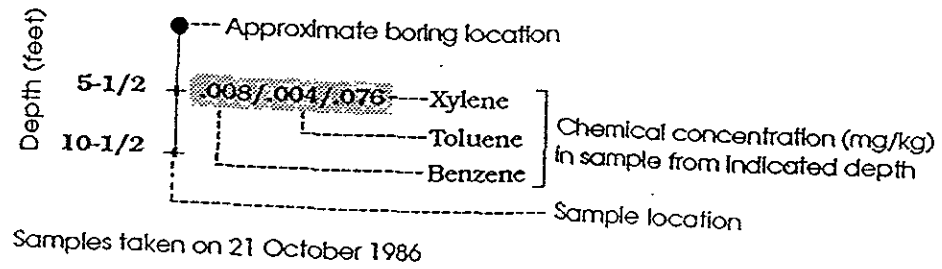 Depth (feet)
Approximate boring location
5-1/2 .008/.004/.076 Xylene
Toluene
10-1/2
Benzene
Chemical concentration (mg/kg)
in sample from indicated depth
Sample location
Samples taken on 21 October 1986